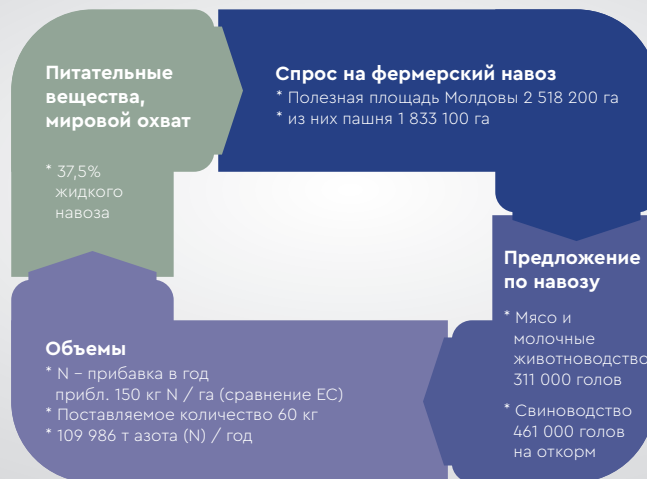 Питательные
вещества,
мировой охват
* 37,5%
жидкого
навоза
Спрос на фермерский навоз
* Полезная площадь Молдовы 2 518 200 га
* из них пашня 1 833 100 га
Предложение
по навозу
* Мясо и
молочные
животноводство
311 000 голов
* Свиноводство
461 000 голов
на откорм
Объемы
* N – прибавка в год
прибл. 150 кг N / га (сравнение ЕС)
* Поставляемое количество 60 кг
* 109 986 т азота (N) / год